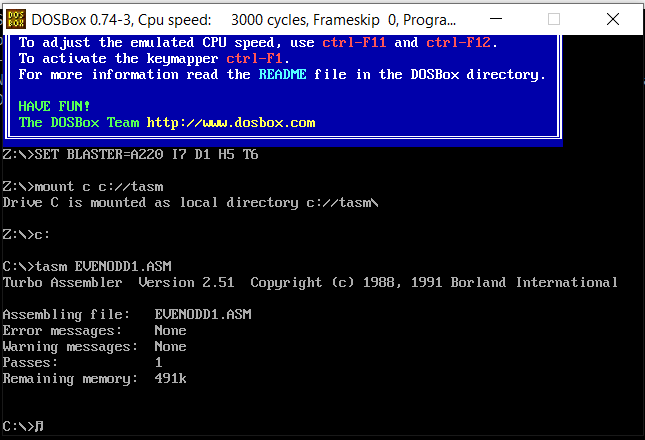 DOSBox 0.74-3, Cpu speed: 3000 cycles, Frameskip 0, Progra...
To adjust the emulated CPU speed, use ctrl-F11 and ctrl-F12.
To activate the keymapper ctrl-F1.
For more information read the README file in the DOSBox directory.
HAVE FUN!
The DOSBox Team http://www.dosbox.com
Z:\>SET BLASTER=A220 I7 D1 H5 T6
Z:\>mount c c://tasm
Drive C is mounted as local directory c://tasm\
Z:\>c:
C:\>tasm EVENODD1.ASM
Turbo Assembler  Version 2.51  Copyright (c) 1988, 1991 Borland International
Assembling file:   EVENODD1.ASM
Error messages:    None
Warning messages:  None
Passes:            1
Remaining memory:  491k
C:\>♫